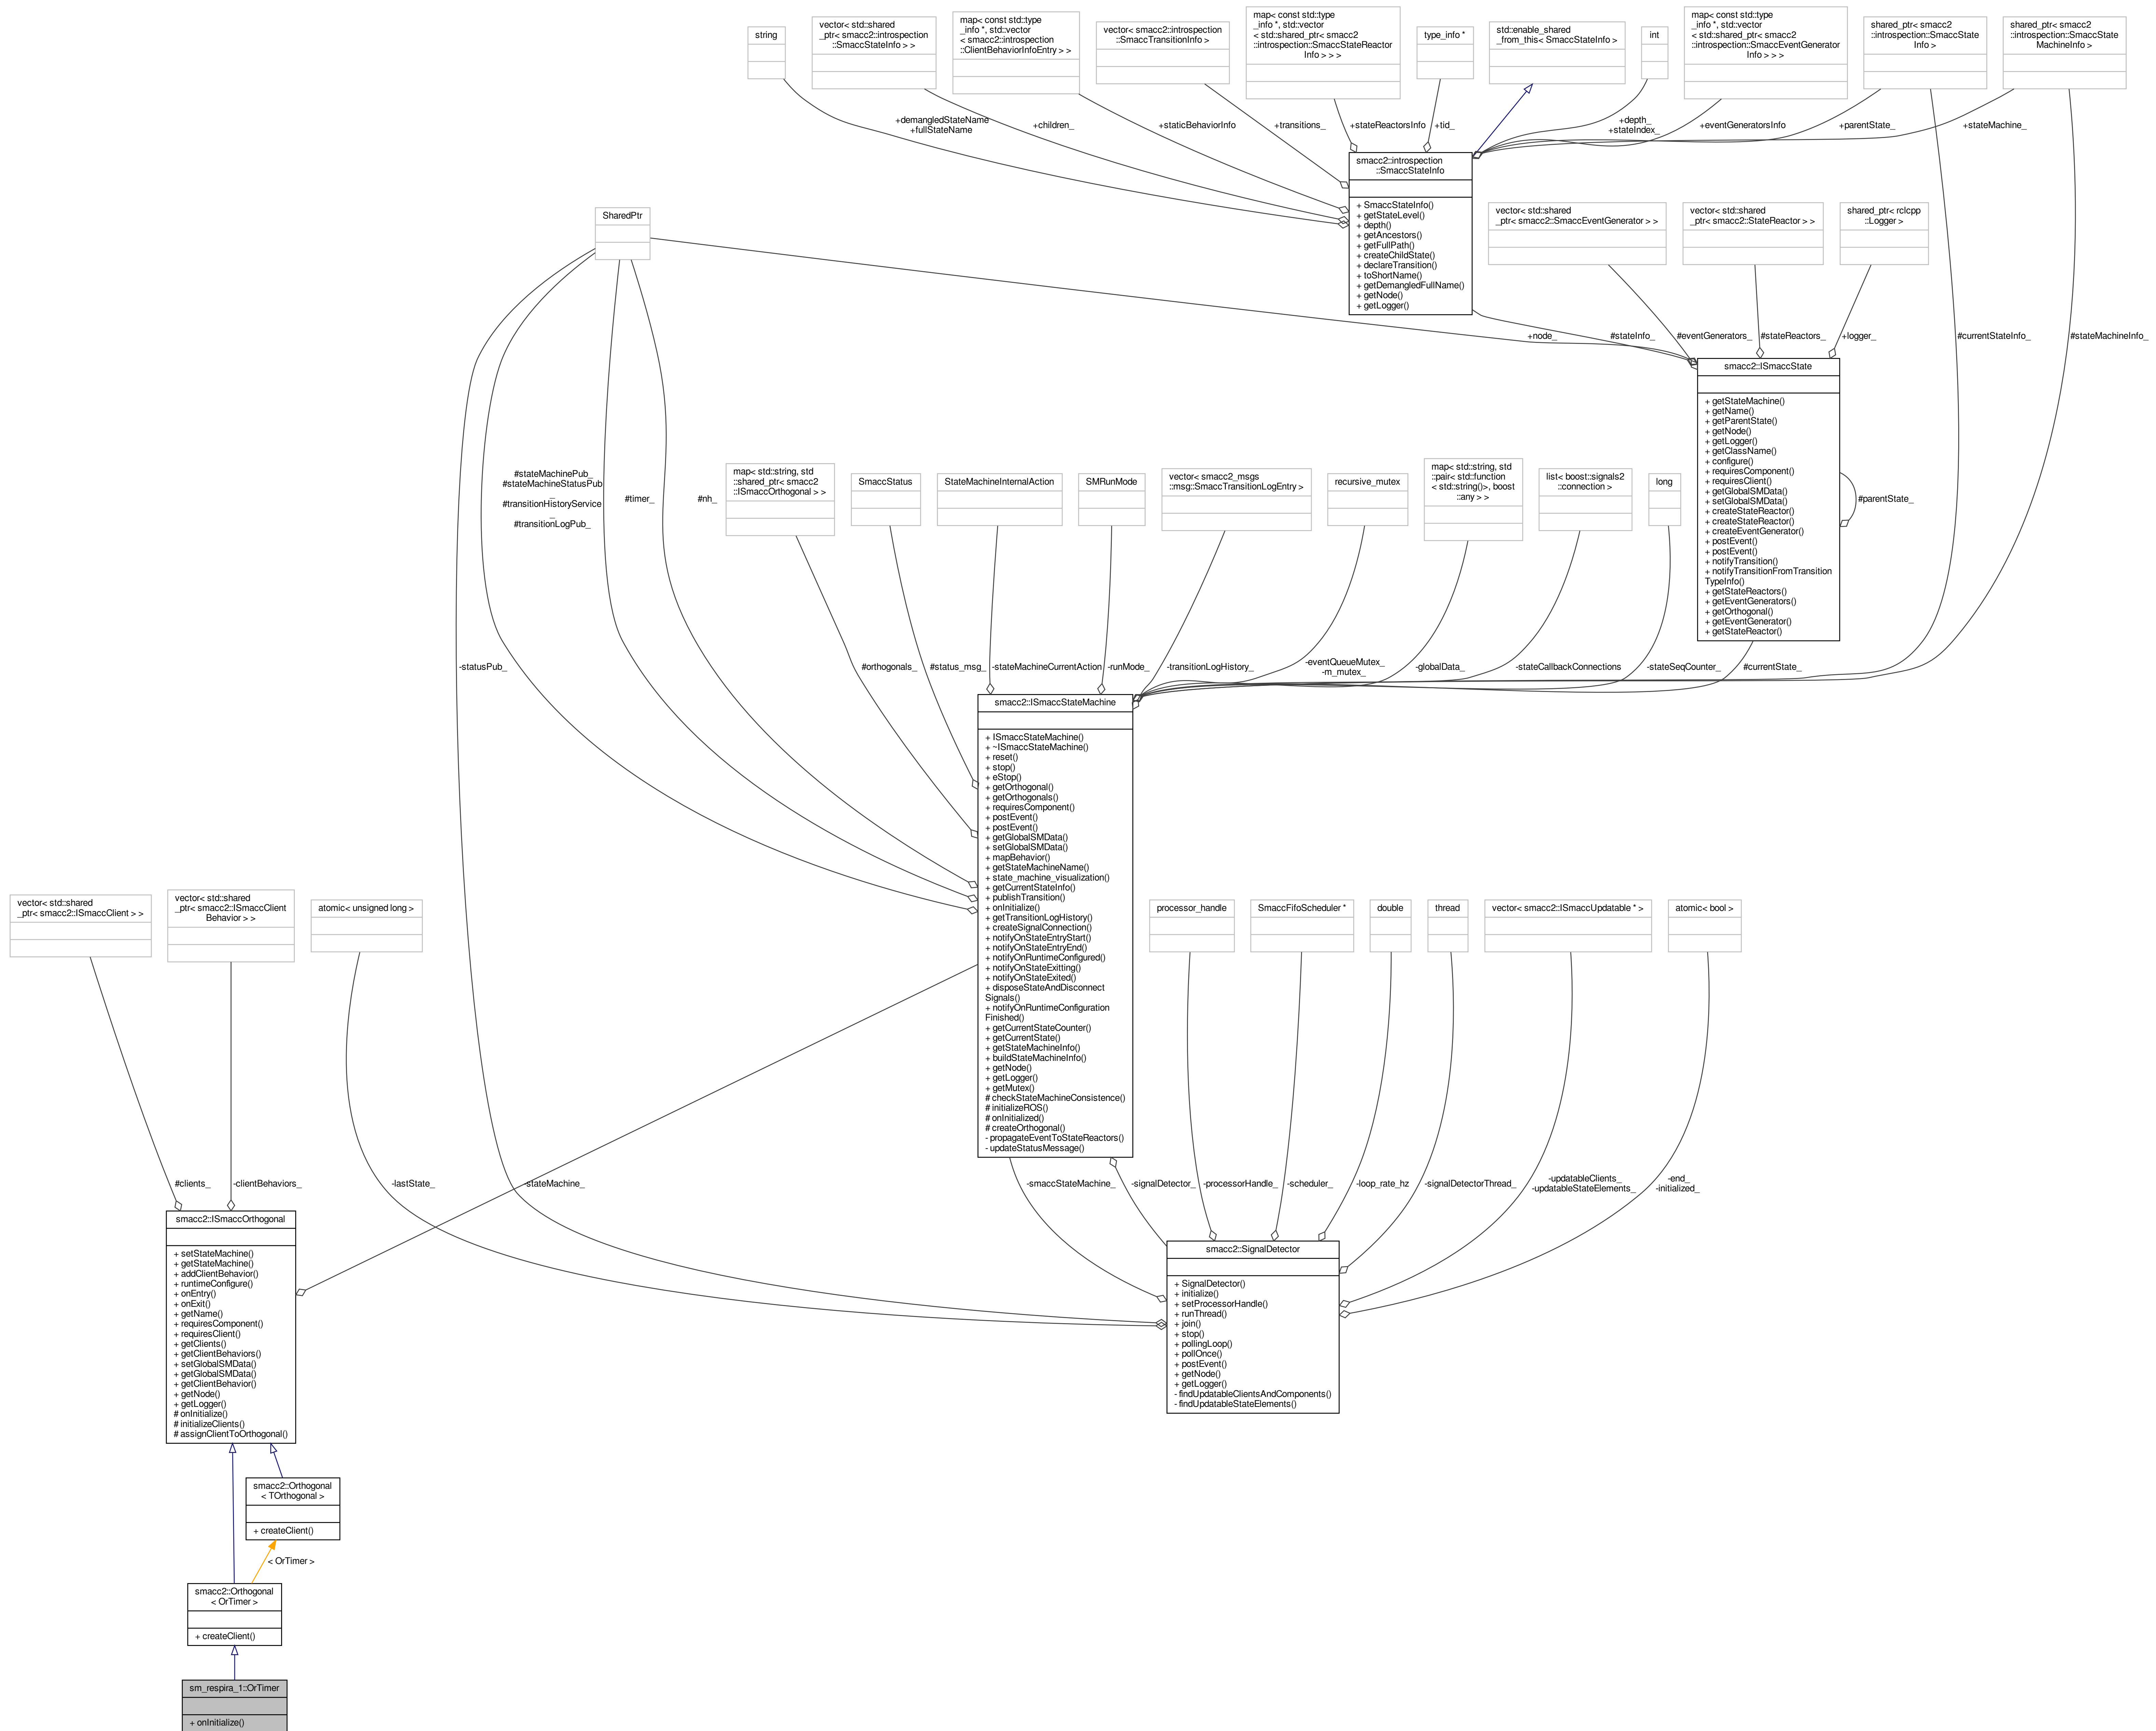 string
vector< std::shared
_ptr< smacc2::introspection
::SmaccStateInfo > >
map< const std::type
_info *, std::vector
< smacc2::introspection
::ClientBehaviorInfoEntry > >
vector< smacc2::introspection
::SmaccTransitionInfo >
map< const std::type
_info *, std::vector
< std::shared_ptr< smacc2
::introspection::SmaccStateReactor
Info > > >
type_info *
std::enable_shared
_from_this< SmaccStateInfo >
int
map< const std::type
_info *, std::vector
< std::shared_ptr< smacc2
::introspection::SmaccEventGenerator
Info > > >
shared_ptr< smacc2
::introspection::SmaccState
Info >
shared_ptr< smacc2
::introspection::SmaccState
MachineInfo >
+demangledStateName
+fullStateName
+children_
+staticBehaviorInfo
+transitions_
+stateReactorsInfo
+tid_
+depth_
+stateIndex_
+eventGeneratorsInfo
+parentState_
+stateMachine_
smacc2::introspection
::SmaccStateInfo
+ SmaccStateInfo()
+ getStateLevel()
+ depth()
+ getAncestors()
+ getFullPath()
+ createChildState()
+ declareTransition()
+ toShortName()
+ getDemangledFullName()
+ getNode()
+ getLogger()
SharedPtr
vector< std::shared
_ptr< smacc2::SmaccEventGenerator > >
vector< std::shared
_ptr< smacc2::StateReactor > >
shared_ptr< rclcpp
::Logger >
+node_
#stateInfo_
#eventGenerators_
#stateReactors_
+logger_
#currentStateInfo_
#stateMachineInfo_
smacc2::ISmaccState
+ getStateMachine()
+ getName()
+ getParentState()
+ getNode()
+ getLogger()
+ getClassName()
+ configure()
+ requiresComponent()
+ requiresClient()
+ getGlobalSMData()
+ setGlobalSMData()
+ createStateReactor()
+ createStateReactor()
+ createEventGenerator()
+ postEvent()
+ postEvent()
+ notifyTransition()
+ notifyTransitionFromTransition
TypeInfo()
+ getStateReactors()
+ getEventGenerators()
+ getOrthogonal()
+ getEventGenerator()
+ getStateReactor()
#parentState_
#stateMachinePub_
#stateMachineStatusPub
_
#transitionHistoryService
_
#transitionLogPub_
#timer_
#nh_
map< std::string, std
::shared_ptr< smacc2
::ISmaccOrthogonal > >
SmaccStatus
StateMachineInternalAction
SMRunMode
vector< smacc2_msgs
::msg::SmaccTransitionLogEntry >
recursive_mutex
map< std::string, std
::pair< std::function
< std::string()>, boost
::any > >
list< boost::signals2
::connection >
long
-statusPub_
#orthogonals_
#status_msg_
-stateMachineCurrentAction
-runMode_
-transitionLogHistory_
-eventQueueMutex_
-m_mutex_
-globalData_
-stateCallbackConnections
-stateSeqCounter_
#currentState_
smacc2::ISmaccStateMachine
+ ISmaccStateMachine()
+ ~ISmaccStateMachine()
+ reset()
+ stop()
+ eStop()
+ getOrthogonal()
+ getOrthogonals()
+ requiresComponent()
+ postEvent()
+ postEvent()
+ getGlobalSMData()
+ setGlobalSMData()
+ mapBehavior()
+ getStateMachineName()
+ state_machine_visualization()
+ getCurrentStateInfo()
+ publishTransition()
+ onInitialize()
+ getTransitionLogHistory()
+ createSignalConnection()
+ notifyOnStateEntryStart()
+ notifyOnStateEntryEnd()
+ notifyOnRuntimeConfigured()
+ notifyOnStateExitting()
+ notifyOnStateExited()
+ disposeStateAndDisconnect
Signals()
+ notifyOnRuntimeConfiguration
Finished()
+ getCurrentStateCounter()
+ getCurrentState()
+ getStateMachineInfo()
+ buildStateMachineInfo()
+ getNode()
+ getLogger()
+ getMutex()
# checkStateMachineConsistence()
# initializeROS()
# onInitialized()
# createOrthogonal()
- propagateEventToStateReactors()
- updateStatusMessage()
vector< std::shared
_ptr< smacc2::ISmaccClient > >
vector< std::shared
_ptr< smacc2::ISmaccClient
Behavior > >
atomic< unsigned long >
processor_handle
SmaccFifoScheduler *
double
thread
vector< smacc2::ISmaccUpdatable * >
atomic< bool >
#clients_
-clientBehaviors_
-lastState_
-stateMachine_
-smaccStateMachine_
-signalDetector_
-processorHandle_
-scheduler_
-loop_rate_hz
-signalDetectorThread_
-updatableClients_
-updatableStateElements_
-end_
-initialized_
smacc2::ISmaccOrthogonal
+ setStateMachine()
+ getStateMachine()
+ addClientBehavior()
+ runtimeConfigure()
+ onEntry()
+ onExit()
+ getName()
+ requiresComponent()
+ requiresClient()
+ getClients()
+ getClientBehaviors()
+ setGlobalSMData()
+ getGlobalSMData()
+ getClientBehavior()
+ getNode()
+ getLogger()
# onInitialize()
# initializeClients()
# assignClientToOrthogonal()
smacc2::SignalDetector
+ SignalDetector()
+ initialize()
+ setProcessorHandle()
+ runThread()
+ join()
+ stop()
+ pollingLoop()
+ pollOnce()
+ postEvent()
+ getNode()
+ getLogger()
- findUpdatableClientsAndComponents()
- findUpdatableStateElements()
smacc2::Orthogonal
< TOrthogonal >
+ createClient()
< OrTimer >
smacc2::Orthogonal
< OrTimer >
+ createClient()
sm_respira_1::OrTimer
+ onInitialize()